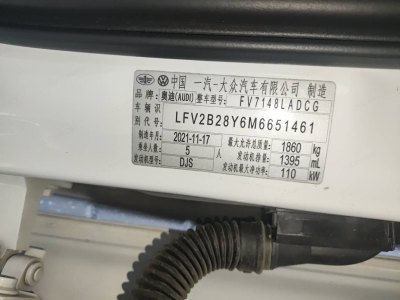 中国 一汽-大众汽车有限公司 制造
品牌:奥迪(AUDI) 整车型号: FV7148LADCG
车辆识别代号: LFV2B28Y6M6651461
制造年月: 2021-11-17 最大允许总质量: 1860 kg
乘坐人数: 5 人 发动机排量: 1395 mL
发动机型号: DJS 发动机最大净功率: 110 kW